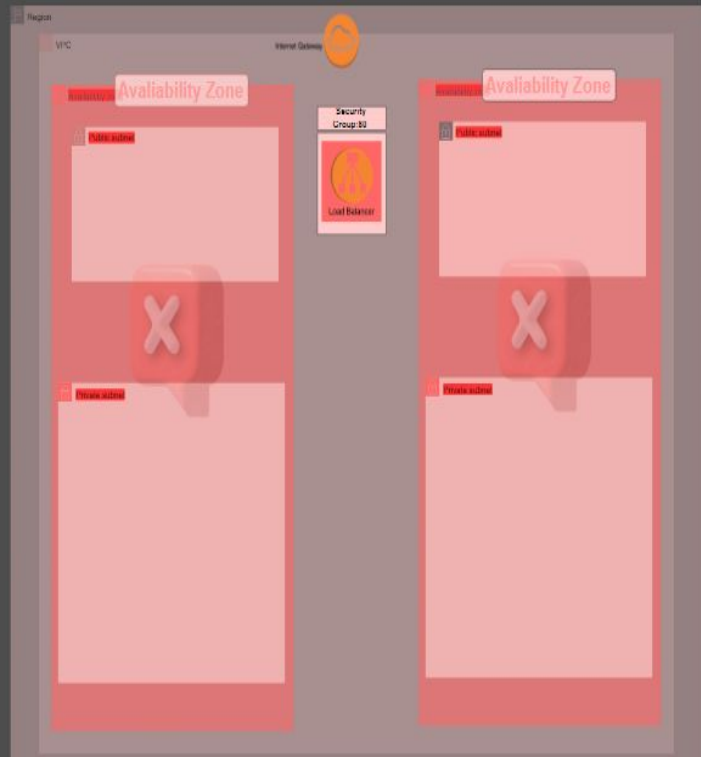 Region
VPC
Internet Gateway
Avaliability Zone
Avaliability Zone
Security
Group:80
Public subnet
Public subnet
Load Balancer
Private subnet
Private subnet